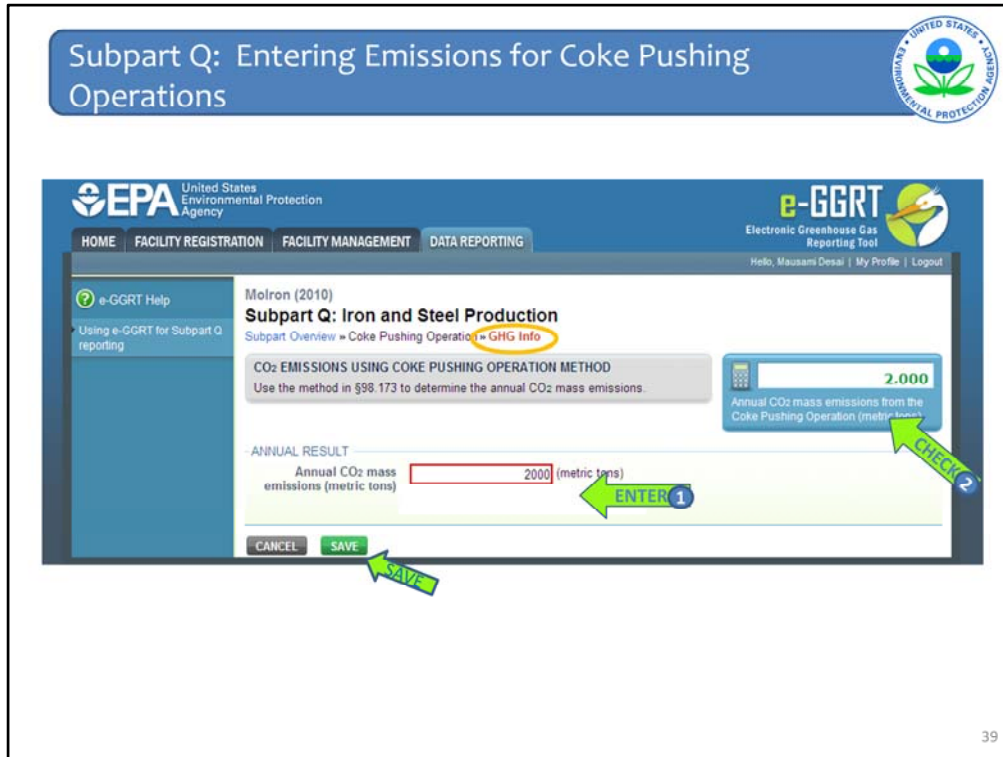 Subpart Q: Entering Emissions for Coke Pushing
Operations
UNITED STATES
ENVIRONMENTAL PROTECTION AGENCY
EPA United States
Environmental Protection
Agency
e-GGRT
Electronic Greenhouse Gas
Reporting Tool
HOME FACILITY REGISTRATION FACILITY MANAGEMENT DATA REPORTING
Hello, Mausami Desai | My Profile | Logout
? e-GGRT Help
Using e-GGRT for Subpart Q
reporting
MoIron (2010)
Subpart Q: Iron and Steel Production
Subpart Overview » Coke Pushing Operation » GHG Info
CO2 EMISSIONS USING COKE PUSHING OPERATION METHOD
Use the method in §98.173 to determine the annual CO2 mass emissions.
2.000
Annual CO2 mass emissions from the
Coke Pushing Operation (metric tons)
CHECK 2
ANNUAL RESULT
Annual CO2 mass
emissions (metric tons)
2000 (metric tons)
ENTER 1
CANCEL SAVE
SAVE
39